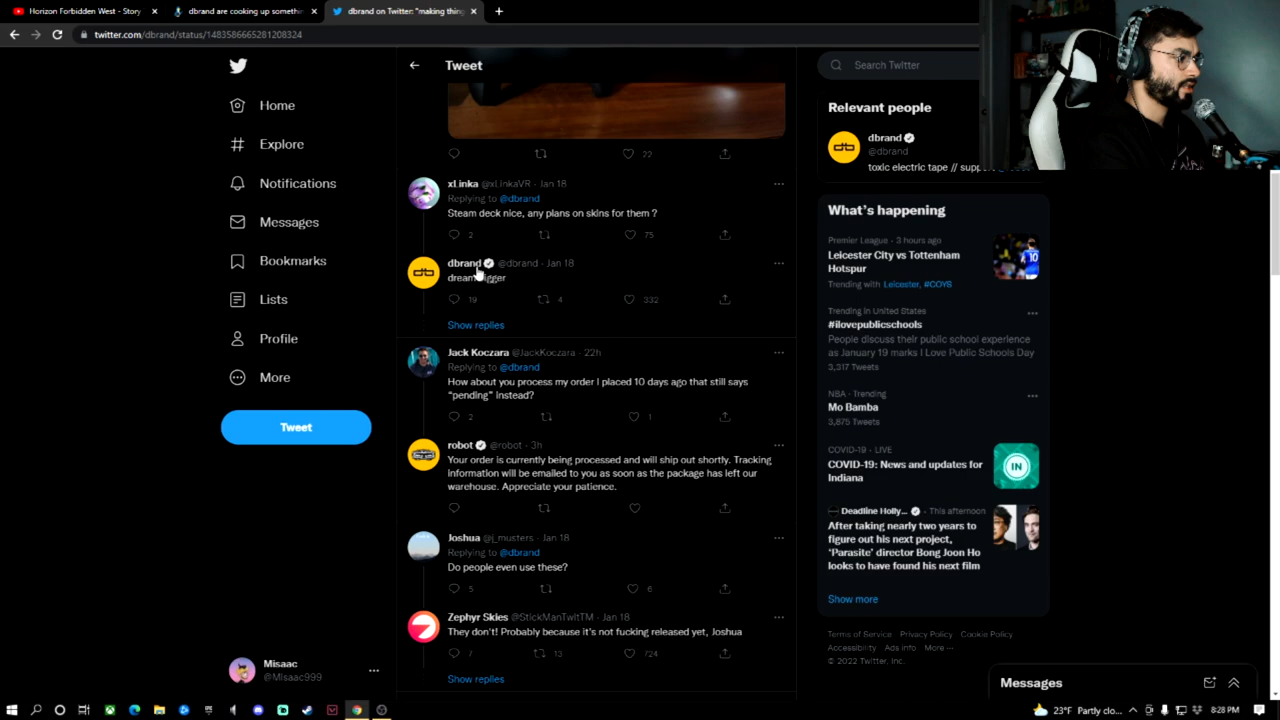 Horizon Forbidden West - Story
dbrand are cooking up somethin
dbrand on Twitter: "making thing
twitter.com/dbrand/status/1483586665281208324
Home
Explore
Notifications
Messages
Bookmarks
Lists
Profile
More
Tweet
Misaac
@Misaac999
Tweet
22
xLinka @xLinkaVR · Jan 18
Replying to @dbrand
Steam deck nice, any plans on skins for them ?
2 75
dbrand @dbrand · Jan 18
19 4 332
Show replies
Jack Koczara @JackKoczara · 22h
Replying to @dbrand
How about you process my order I placed 10 days ago that still says
"pending" instead?
2 1
robot @robot · 3h
Your order is currently being processed and will ship out shortly. Tracking
information will be emailed to you as soon as the package has left our
warehouse. Appreciate your patience.
Joshua @j_musters · Jan 18
Replying to @dbrand
Do people even use these?
5 6
Zephyr Skies @StickManTwitTM · Jan 18
They don't! Probably because it's not fucking released yet, Joshua
7 13 724
Show replies
Search Twitter
Relevant people
dbrand
@dbrand
toxic electric tape // supp
What's happening
Premier League · 3 hours ago
Leicester City vs Tottenham
Hotspur
Trending with Leicester, #COYS
Trending in United States
#ilovepublicschools
People discuss their public school experience
as January 19 marks I Love Public Schools Day
3,317 Tweets
NBA · Trending
Mo Bamba
3,875 Tweets
COVID-19 · LIVE
COVID-19: News and updates for
Indiana
Deadline Holly... · This afternoon
After taking nearly two years to
figure out his next project,
'Parasite' director Bong Joon Ho
looks to have found his next film
Show more
Terms of Service Privacy Policy Cookie Policy
Accessibility Ads info More ···
© 2022 Twitter, Inc.
Messages
23°F Partly clo...
8:28 PM